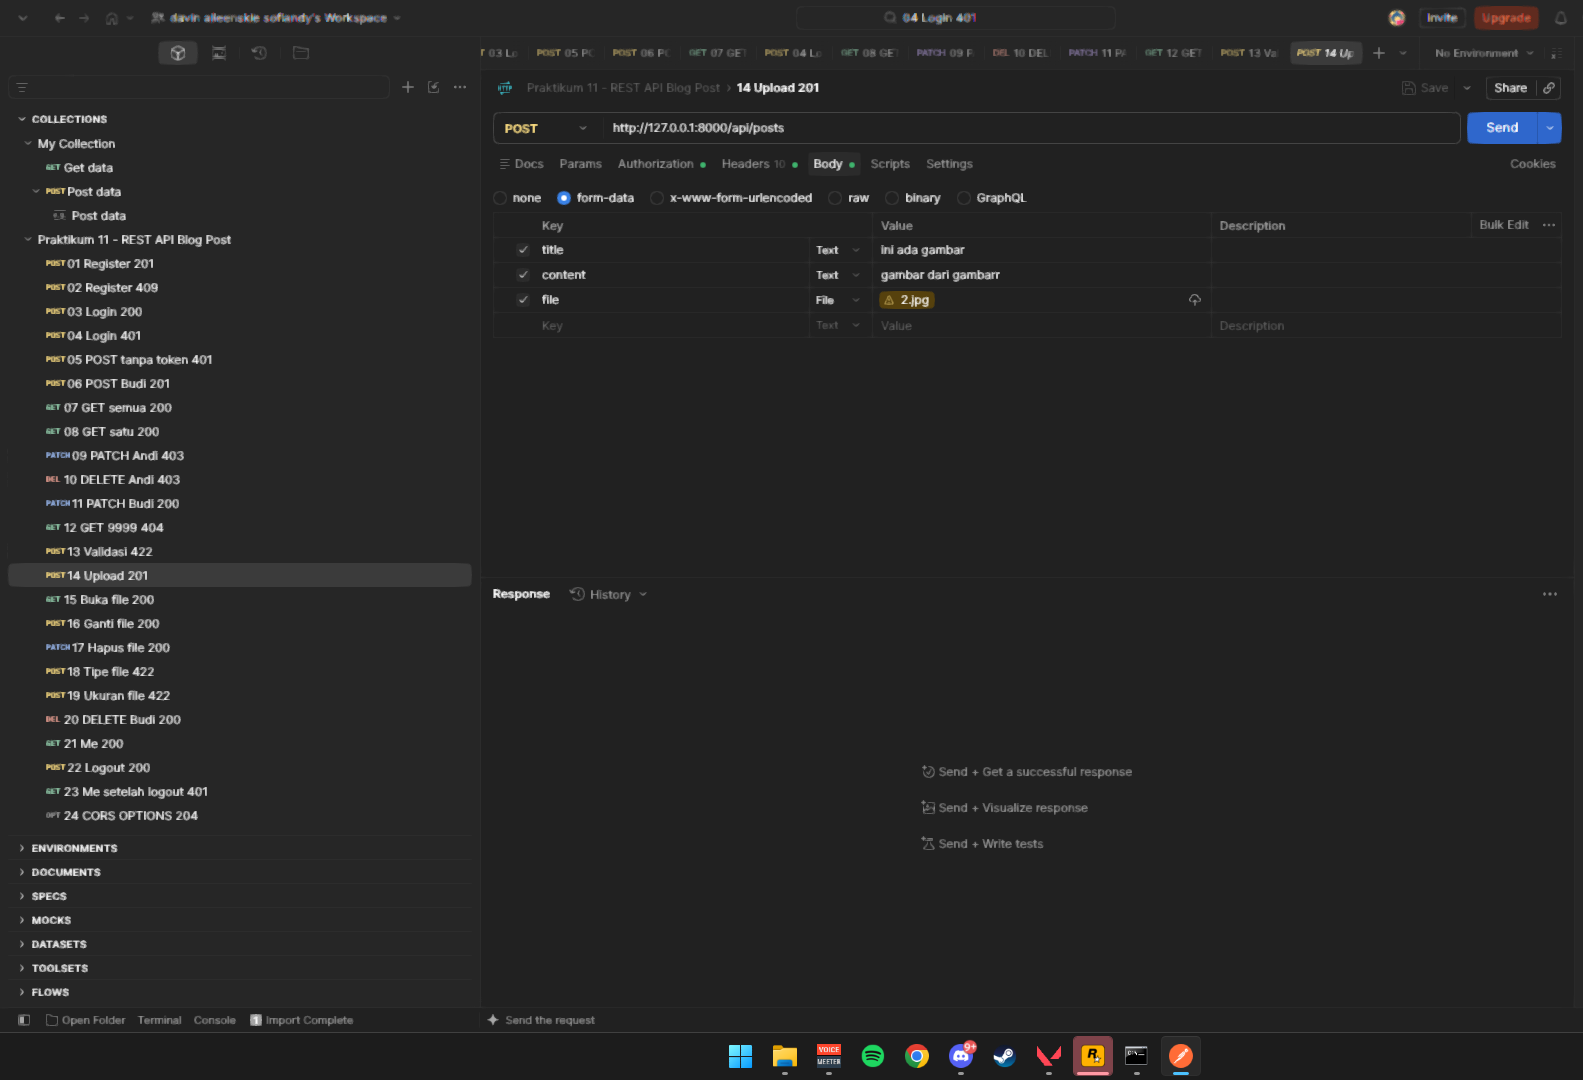 davin aileenskie sofiandy's Workspace
04 Login 401
Invite
Upgrade
POST 05 PC
POST 06 PC
GET 07 GET
POST 04 Lo
GET 08 GE
PATCH 09 P
DEL 10 DEL
PATCH 11 PA
GET 12 GET
POST 13 Va
POST 14 Up
No Environment
HTTP Praktikum 11 - REST API Blog Post › 14 Upload 201
Save
Share
POST http://127.0.0.1:8000/api/posts
Send
Docs Params Authorization Headers 10 Body Scripts Settings
Cookies
none form-data x-www-form-urlencoded raw binary GraphQL
Key Value Description Bulk Edit
title Text ini ada gambar
content Text gambar dari gambarr
file File 2.jpg
Key Text Value Description
COLLECTIONS
My Collection
GET Get data
POST Post data
Post data
Praktikum 11 - REST API Blog Post
POST 01 Register 201
POST 02 Register 409
POST 03 Login 200
POST 04 Login 401
POST 05 POST tanpa token 401
POST 06 POST Budi 201
GET 07 GET semua 200
GET 08 GET satu 200
PATCH 09 PATCH Andi 403
DEL 10 DELETE Andi 403
PATCH 11 PATCH Budi 200
GET 12 GET 9999 404
POST 13 Validasi 422
POST 14 Upload 201
GET 15 Buka file 200
POST 16 Ganti file 200
PATCH 17 Hapus file 200
POST 18 Tipe file 422
POST 19 Ukuran file 422
DEL 20 DELETE Budi 200
GET 21 Me 200
POST 22 Logout 200
GET 23 Me setelah logout 401
OPT 24 CORS OPTIONS 204
ENVIRONMENTS
DOCUMENTS
SPECS
MOCKS
DATASETS
TOOLSETS
FLOWS
Response History
Send + Get a successful response
Send + Visualize response
Send + Write tests
Open Folder Terminal Console 1 Import Complete
Send the request
VOICE
MEETER
9+